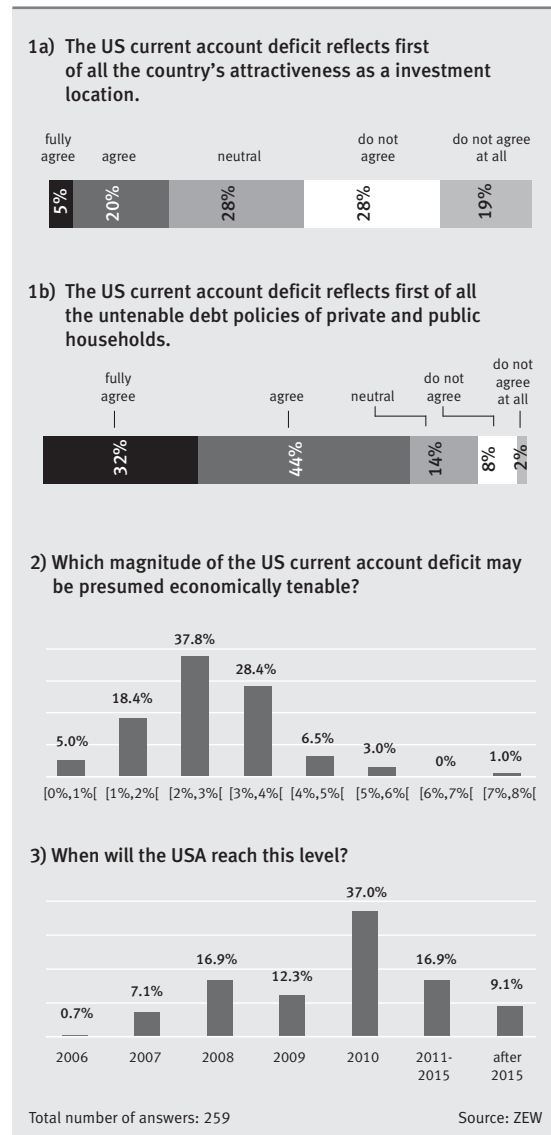 1a) The US current account deficit reflects first
of all the country's attractiveness as a investment
location.
fully
agree
agree
neutral
do not
agree
do not agree
at all
5%
20%
28%
28%
19%
1b) The US current account deficit reflects first of all
the untenable debt policies of private and public
households.
fully
agree
agree
neutral
do not
agree
do not
agree
at all
32%
44%
14%
8%
2%
2) Which magnitude of the US current account deficit may
be presumed economically tenable?
5.0%
18.4%
37.8%
28.4%
6.5%
3.0%
0%
1.0%
[0%,1%[ [1%,2%[ [2%,3%[ [3%,4%[ [4%,5%[ [5%,6%[ [6%,7%[ [7%,8%[
3) When will the USA reach this level?
0.7%
7.1%
16.9%
12.3%
37.0%
16.9%
9.1%
2006
2007
2008
2009
2010
2011-
2015
after
2015
Total number of answers: 259
Source: ZEW